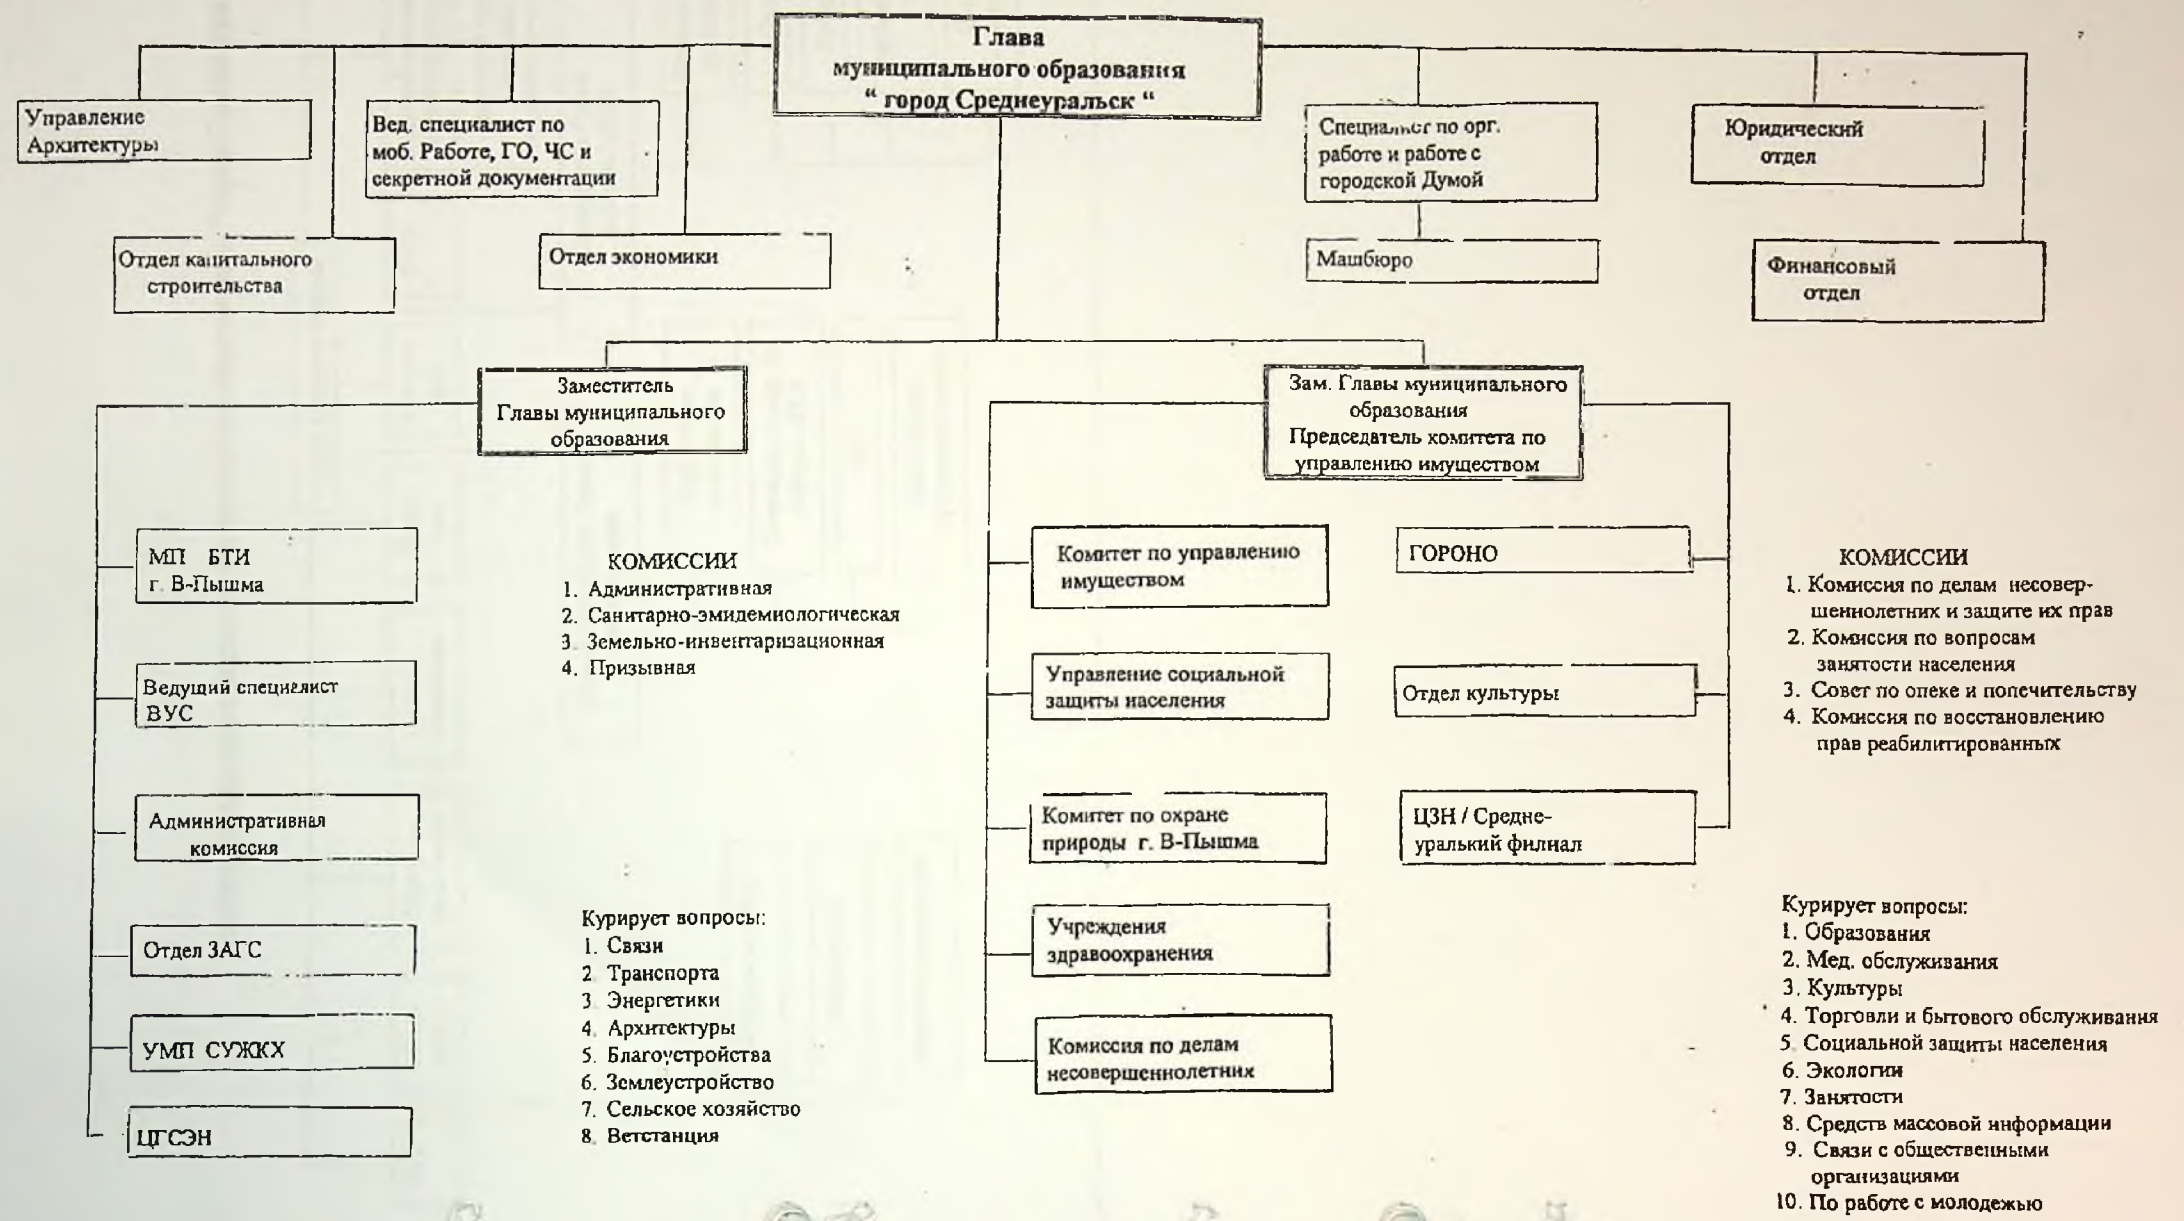 Глава
муниципального образования
“ город Среднеуральск “
Управление
Архитектуры
Вед. специалист по
моб. Работе, ГО, ЧС и
секретной документации
Специалист по орг.
работе и работе с
городской Думой
Юридический
отдел
Отдел капитального
строительства
Отдел экономики
Машбюро
Финансовый
отдел
Заместитель
Главы муниципального
образования
Зам. Главы муниципального
образования
Председатель комитета по
управлению имуществом
МП БТИ
г. В-Пышма
Ведущий специалист
ВУС
Административная
комиссия
Отдел ЗАГС
УМП СУЖКХ
ЦГСЭН
КОМИССИИ
1. Административная
2. Санитарно-эмидемиологическая
3 Земельно-инвентаризационная
4. Призывная
Курирует вопросы:
1. Связи
2 Транспорта
3 Энергетики
4. Архитектуры
5. Благоустройства
6. Землеустройство
7. Сельское хозяйство
8. Ветстанция
Комитет по управлению
имуществом
Управление социальной
защиты населения
Комитет по охране
природы г. В-Пышма
Учреждения
здравоохранения
Комиссия по делам
несовершеннолетних
ГОРОНО
Отдел культуры
ЦЗН / Средне-
уралький филиал
КОМИССИИ
1. Комиссия по делам несовер-
шеннолетних и защите их прав
2. Комиссия по вопросам
занятости населения
3. Совет по опеке и попечительству
4. Комиссия по восстановлению
прав реабилитированных
Курирует вопросы:
1. Образования
2. Мед. обслуживания
3. Культуры
4. Торговли и бытового обслуживания
5. Социальной защиты населения
6. Экологии
7. Занятости
8. Средств массовой информации
9. Связи с общественными
организациями
10. По работе с молодежью